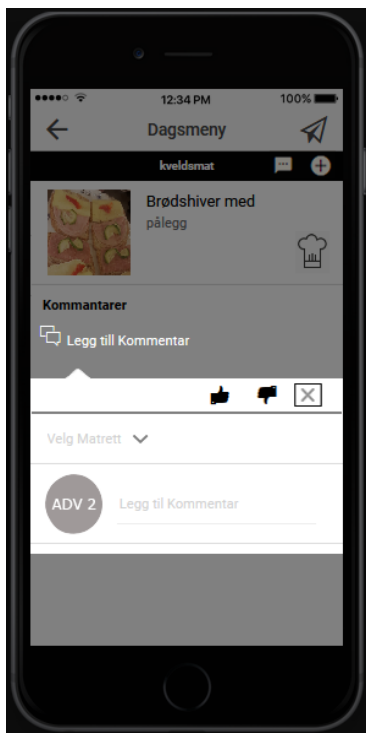 12:34 PM
100%
Dagsmeny
kveldsmat
Brødshiver med
pålegg
Kommantarer
Legg till Kommentar
Velg Matrett
ADV 2
Legg til Kommentar